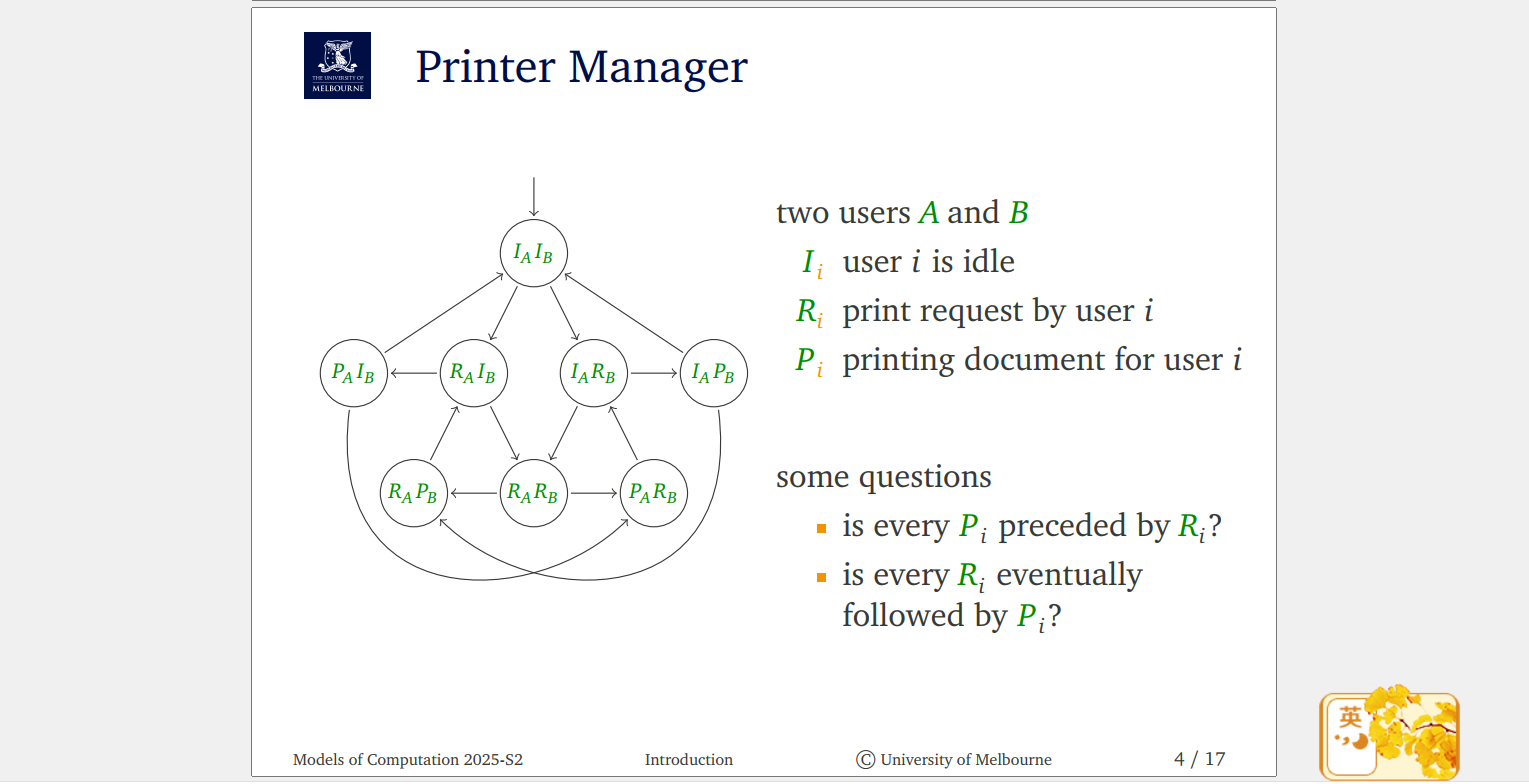 THE UNIVERSITY OF
MELBOURNE
Printer Manager
I_A I_B
P_A I_B
R_A I_B
I_A R_B
I_A P_B
R_A P_B
R_A R_B
P_A R_B
two users A and B
I_i user i is idle
R_i print request by user i
P_i printing document for user i
some questions
is every P_i preceded by R_i?
is every R_i eventually
followed by P_i?
Models of Computation 2025-S2 Introduction © University of Melbourne 4 / 17
英